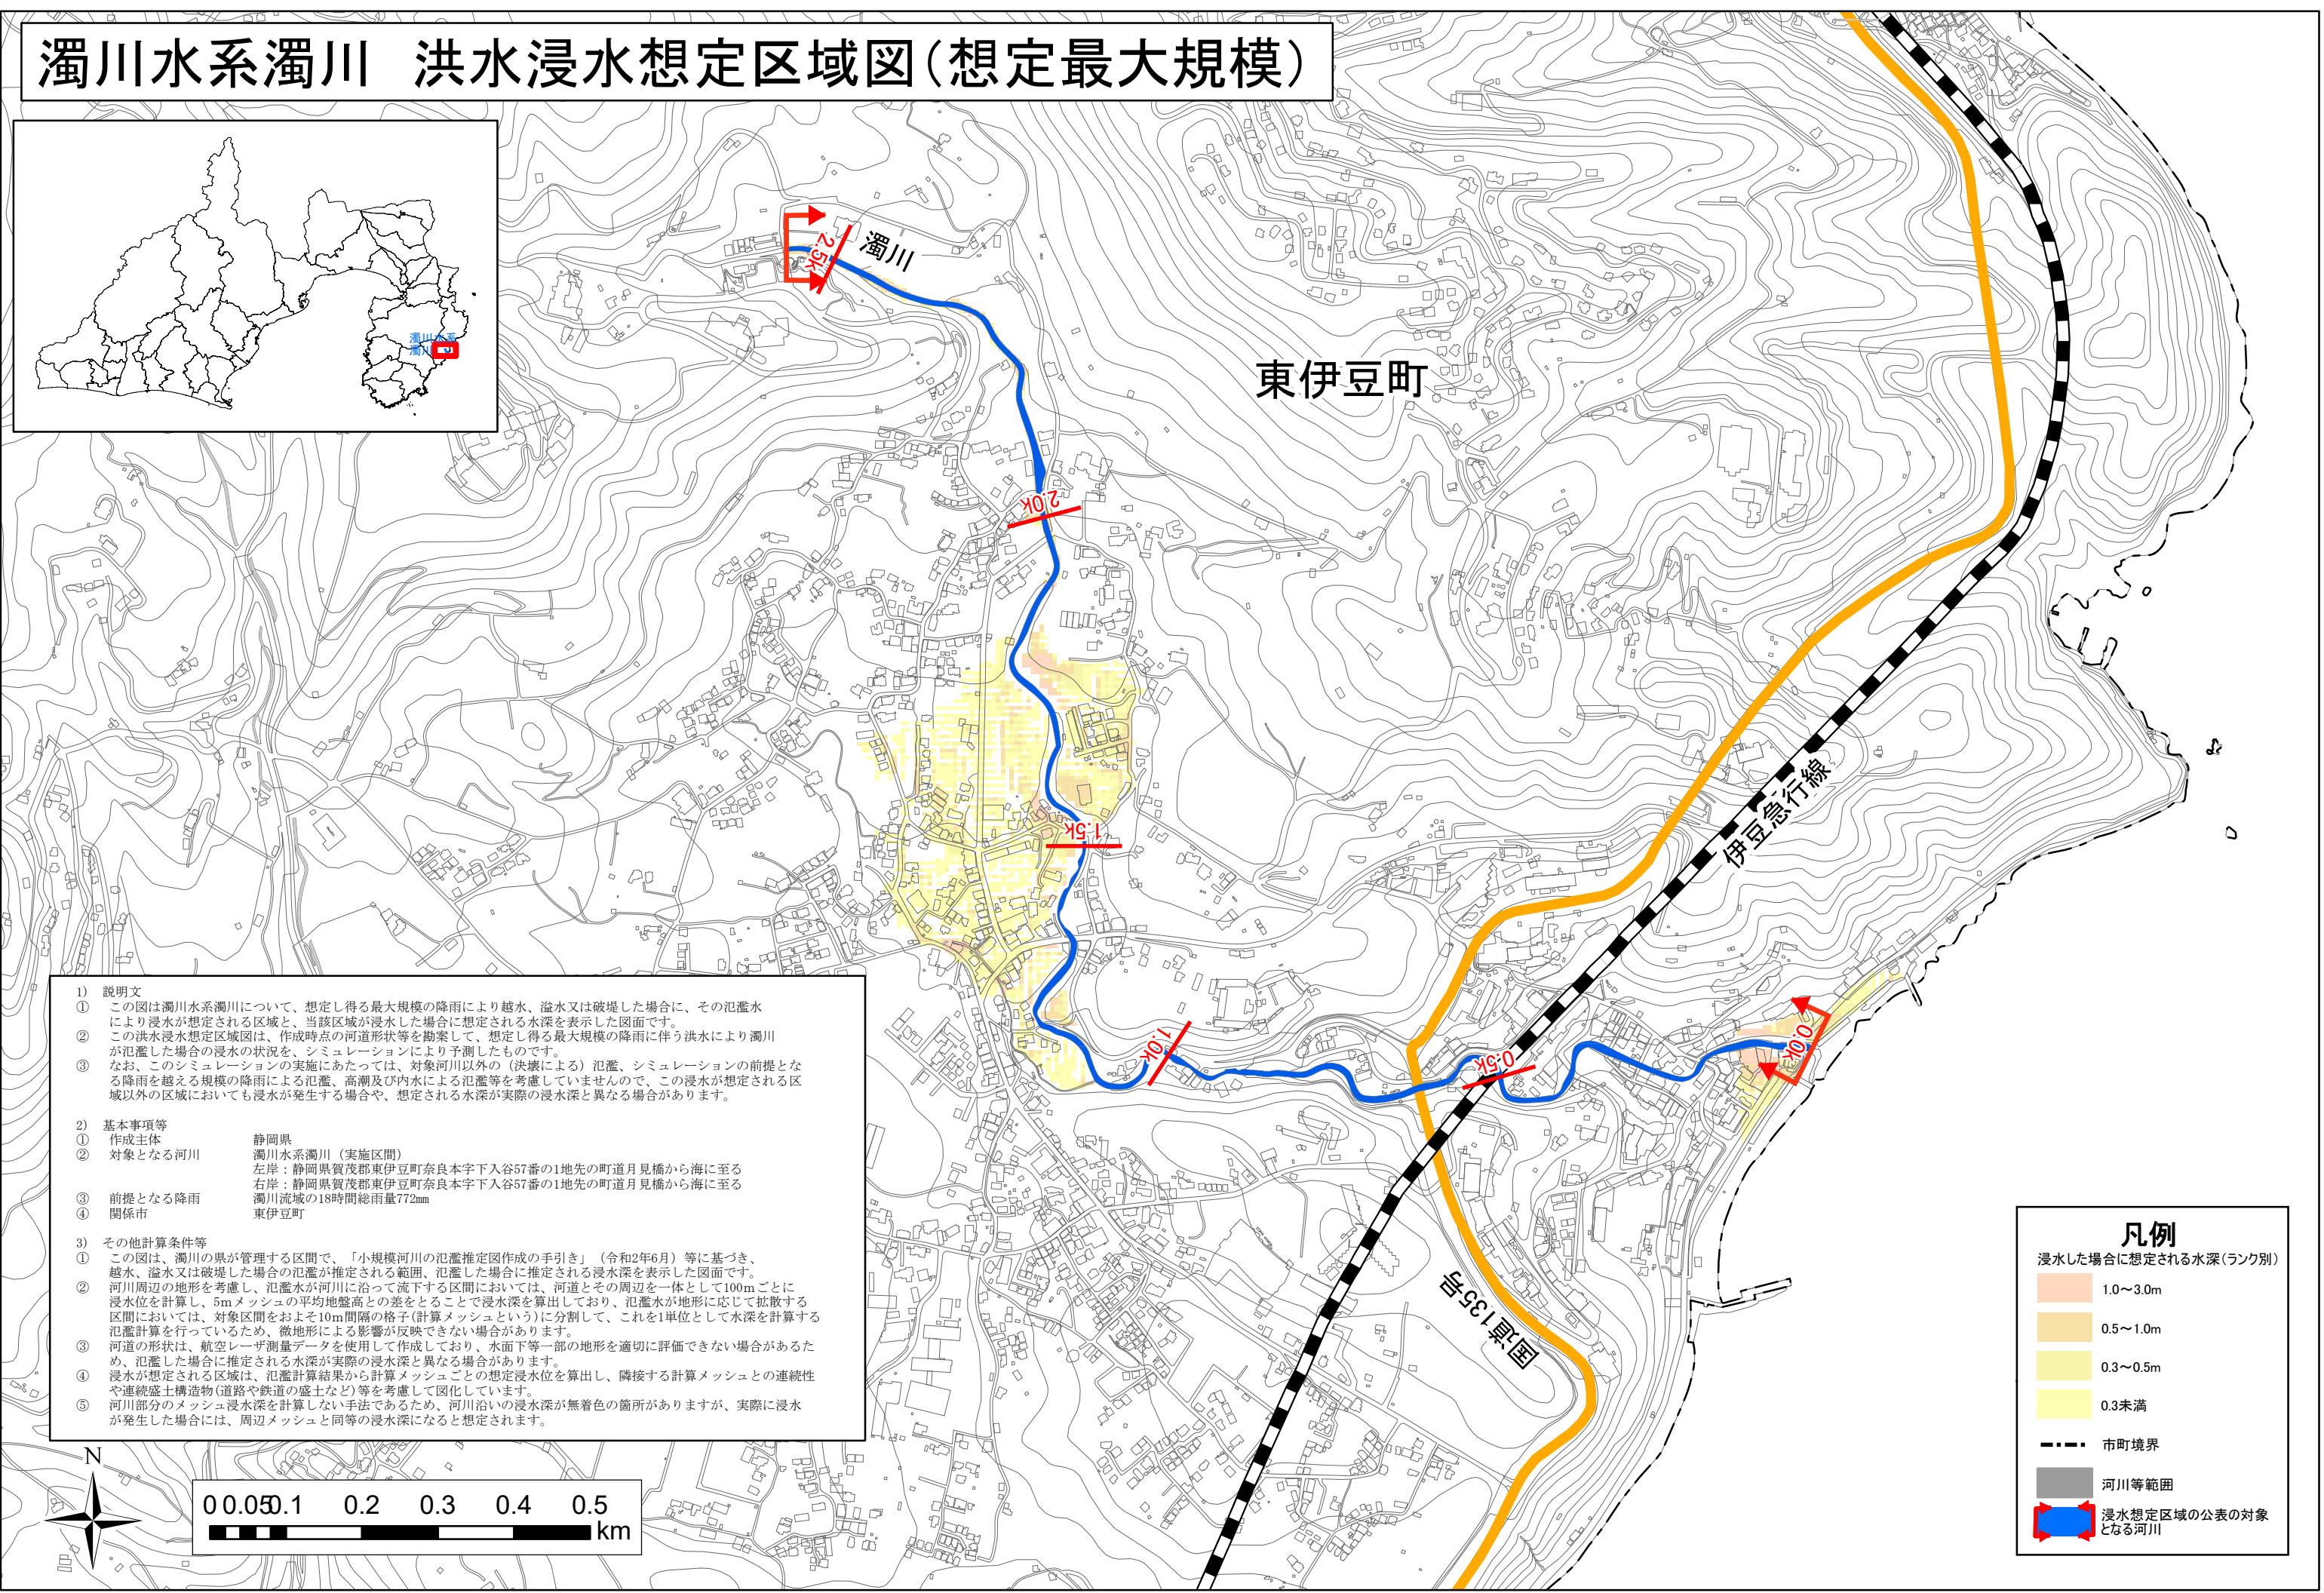 濁川水系濁川　洪水浸水想定区域図（想定最大規模）
濁川水系
濁川
2.5k
濁川
東伊豆町
2.0k
1.5k
伊豆急行線
1.0k
0.5k
0.0k
国道135号
1)　説明文
①　この図は濁川水系濁川について、想定し得る最大規模の降雨により越水、溢水又は破堤した場合に、その氾濫水
により浸水が想定される区域と、当該区域が浸水した場合に想定される水深を表示した図面です。
②　この洪水浸水想定区域図は、作成時点の河道形状等を勘案して、想定し得る最大規模の降雨に伴う洪水により濁川
が氾濫した場合の浸水の状況を、シミュレーションにより予測したものです。
③　なお、このシミュレーションの実施にあたっては、対象河川以外の（決壊による）氾濫、シミュレーションの前提とな
る降雨を越える規模の降雨による氾濫、高潮及び内水による氾濫等を考慮していませんので、この浸水が想定される区
域以外の区域においても浸水が発生する場合や、想定される水深が実際の浸水深と異なる場合があります。
2)　基本事項等
①　作成主体　静岡県
②　対象となる河川　濁川水系濁川（実施区間）
左岸：静岡県賀茂郡東伊豆町奈良本字下入谷57番の1地先の町道月見橋から海に至る
右岸：静岡県賀茂郡東伊豆町奈良本字下入谷57番の1地先の町道月見橋から海に至る
③　前提となる降雨　濁川流域の18時間総雨量772mm
④　関係市　東伊豆町
3)　その他計算条件等
①　この図は、濁川の県が管理する区間で、「小規模河川の氾濫推定図作成の手引き」（令和2年6月）等に基づき、
越水、溢水又は破堤した場合の氾濫が推定される範囲、氾濫した場合に推定される浸水深を表示した図面です。
②　河川周辺の地形を考慮し、氾濫水が河川に沿って流下する区間においては、河道とその周辺を一体として100mごとに
浸水位を計算し、5mメッシュの平均地盤高との差をとることで浸水深を算出しており、氾濫水が地形に応じて拡散する
区間においては、対象区間をおよそ10m間隔の格子(計算メッシュという)に分割して、これを1単位として水深を計算する
氾濫計算を行っているため、微地形による影響が反映できない場合があります。
③　河道の形状は、航空レーザ測量データを使用して作成しており、水面下等一部の地形を適切に評価できない場合があるた
め、氾濫した場合に推定される水深が実際の浸水深と異なる場合があります。
④　浸水が想定される区域は、氾濫計算結果から計算メッシュごとの想定浸水位を算出し、隣接する計算メッシュとの連続性
や連続盛土構造物(道路や鉄道の盛土など)等を考慮して図化しています。
⑤　河川部分のメッシュ浸水深を計算しない手法であるため、河川沿いの浸水深が無着色の箇所がありますが、実際に浸水
が発生した場合には、周辺メッシュと同等の浸水深になると想定されます。
N
0 0.05 0.1 0.2 0.3 0.4 0.5
km
凡例
浸水した場合に想定される水深（ランク別）
1.0～3.0m
0.5～1.0m
0.3～0.5m
0.3未満
市町境界
河川等範囲
浸水想定区域の公表の対象
となる河川